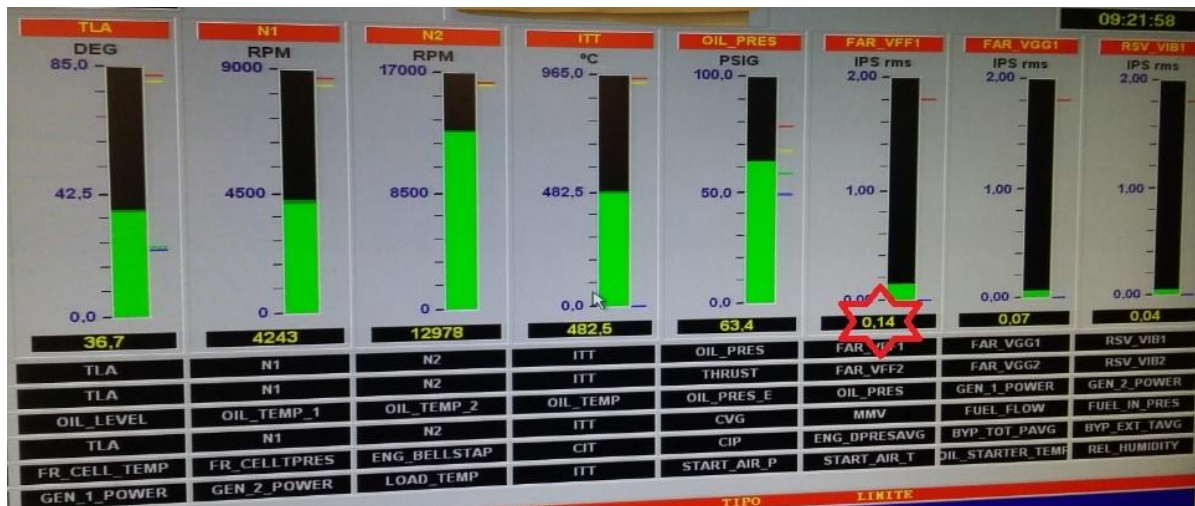 09:21:58
TLA N1 N2 ITT OIL_PRES FAR_VFF1 FAR_VGG1 RSV_VIB1
DEG RPM RPM ºC PSIG IPS rms IPS rms IPS rms
85,0 9000 17000 965,0 100,0 2,00 2,00 2,00
42,5 4500 8500 482,5 50,0 1,00 1,00 1,00
0,0 0 0 0,0 0,0 0,00 0,00 0,00
36,7 4243 12978 482,5 63,4 0,14 0,07 0,04
TLA N1 N2 ITT OIL_PRES FAR_VFF1 FAR_VGG1 RSV_VIB1
TLA N1 N2 ITT THRUST FAR_VFF2 FAR_VGG2 RSV_VIB2
OIL_LEVEL OIL_TEMP_1 OIL_TEMP_2 OIL_TEMP OIL_PRES_E OIL_PRES GEN_1_POWER GEN_2_POWER
TLA N1 N2 ITT CVG MMV FUEL_FLOW FUEL_IN_PRES
FR_CELL_TEMP FR_CELLTPRES ENG_BELLSTAP CIT CIP ENG_DPRESAVG BYP_TOT_PAVG BYP_EXT_TAVG
GEN_1_POWER GEN_2_POWER LOAD_TEMP ITT START_AIR_P START_AIR_T OIL_STARTER_TEMP REL_HUMIDITY
TIPO LIMITE